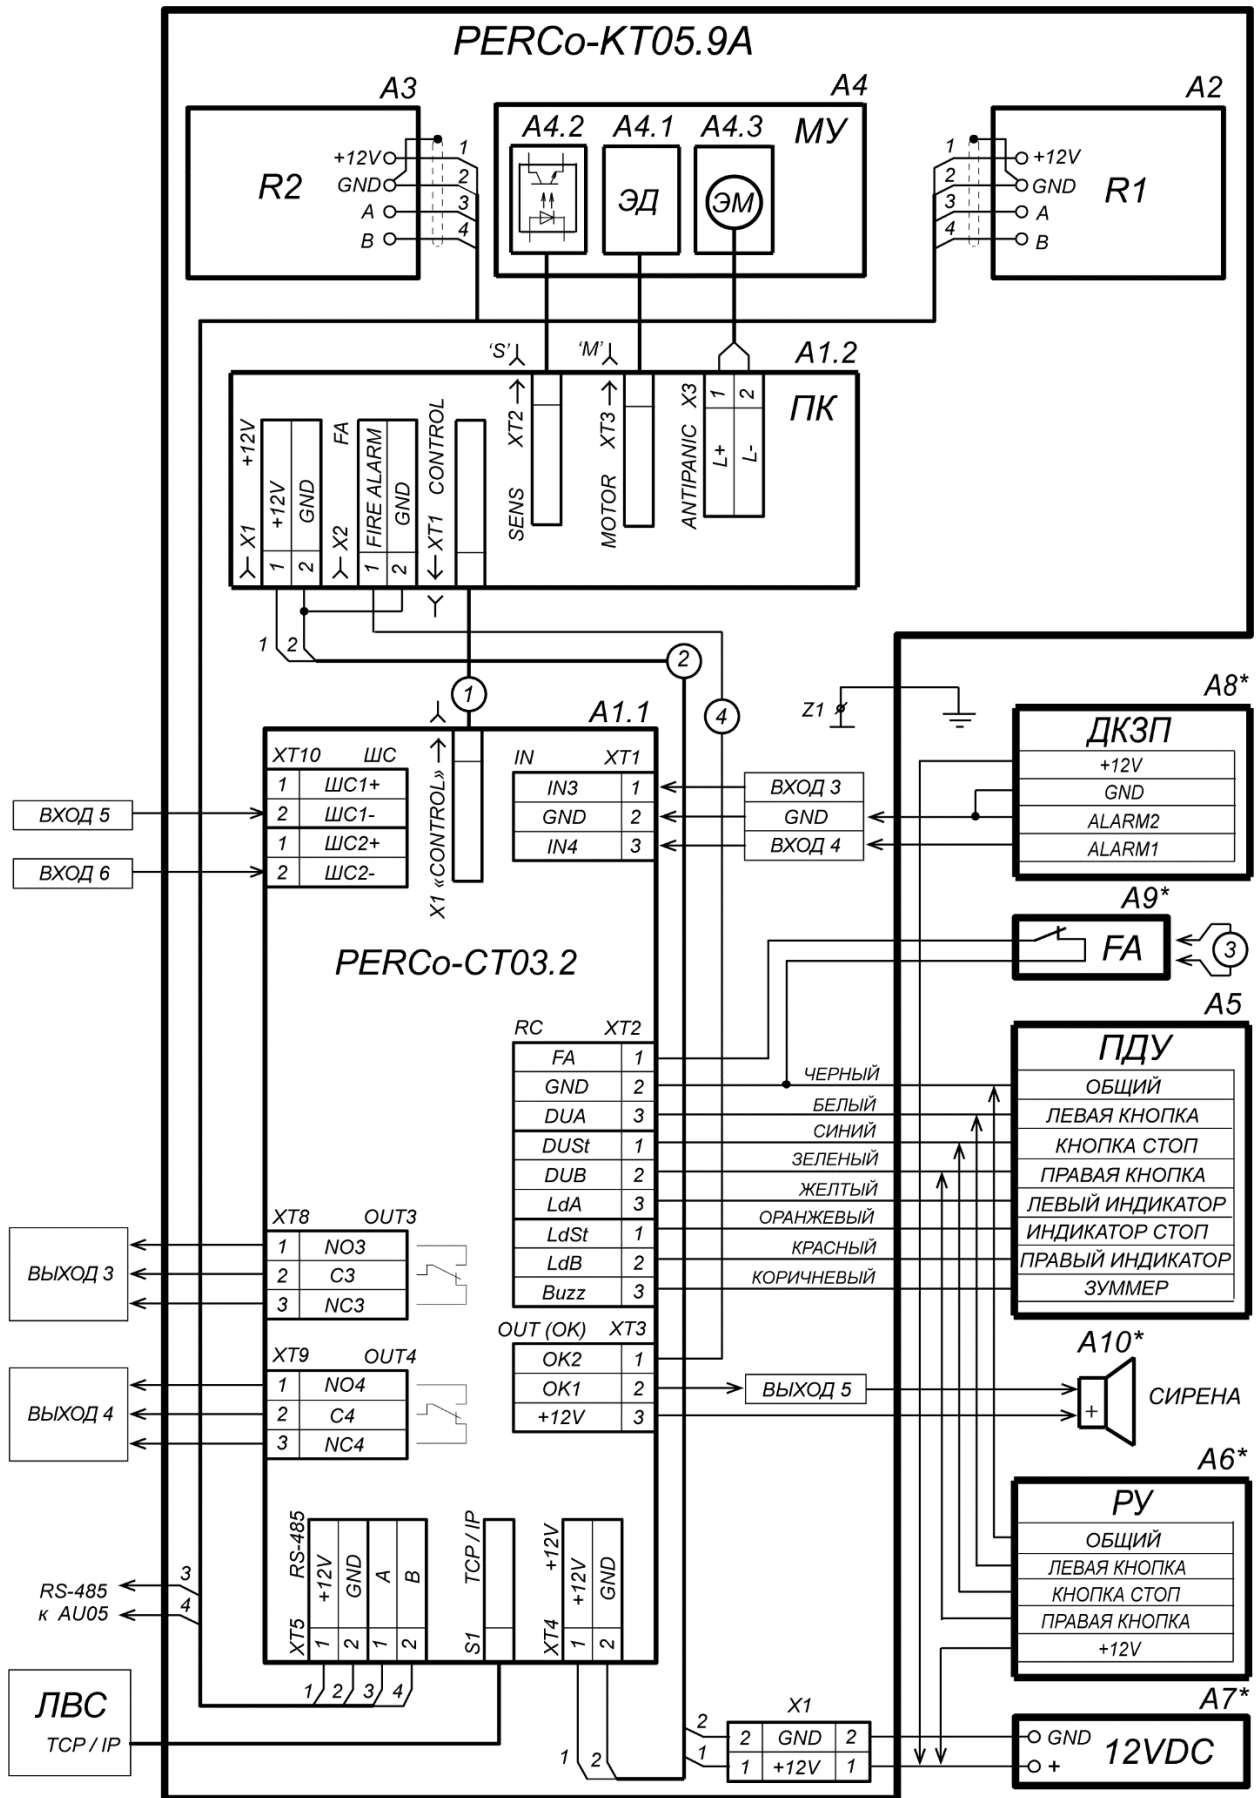 PERCo-KT05.9A
A3
A4
A2
A4.2
A4.1
A4.3
МУ
+12V
1
GND
2
R2
A
3
B
4
ЭД
ЭМ
1
+12V
2
GND
R1
3
A
4
B
'S'
'M'
A1.2
ПК
X1
+12V
+12V
GND
1
2
X2
FA
FIRE ALARM
GND
1
2
XT1
CONTROL
SENS
XT2
MOTOR
XT3
ANTIPANIC
X3
1
2
L+
L-
1
2
2
1
4
Z1
A1.1
A8*
ДКЗП
+12V
GND
ALARM2
ALARM1
XT10
ШС
1
ШС1+
2
ШС1-
1
ШС2+
2
ШС2-
ВХОД 5
ВХОД 6
X1 «CONTROL»
IN
XT1
IN3
1
GND
2
IN4
3
ВХОД 3
GND
ВХОД 4
A9*
FA
3
PERCo-CT03.2
A5
ПДУ
ОБЩИЙ
ЛЕВАЯ КНОПКА
КНОПКА СТОП
ПРАВАЯ КНОПКА
ЛЕВЫЙ ИНДИКАТОР
ИНДИКАТОР СТОП
ПРАВЫЙ ИНДИКАТОР
ЗУММЕР
RC
XT2
FA
1
GND
2
DUA
3
DUSt
1
DUB
2
LdA
3
LdSt
1
LdB
2
Buzz
3
ЧЕРНЫЙ
БЕЛЫЙ
СИНИЙ
ЗЕЛЕНЫЙ
ЖЕЛТЫЙ
ОРАНЖЕВЫЙ
КРАСНЫЙ
КОРИЧНЕВЫЙ
XT8
OUT3
1
NO3
2
C3
3
NC3
ВЫХОД 3
XT9
OUT4
1
NO4
2
C4
3
NC4
ВЫХОД 4
OUT (OK)
XT3
OK2
1
OK1
2
+12V
3
ВЫХОД 5
A10*
+
СИРЕНА
A6*
РУ
ОБЩИЙ
ЛЕВАЯ КНОПКА
КНОПКА СТОП
ПРАВАЯ КНОПКА
+12V
XT5
RS-485
+12V
GND
A
B
1
2
1
2
S1
TCP / IP
XT4
+12V
+12V
GND
1
2
RS-485
к AU05
3
4
1
2
3
4
ЛВС
TCP / IP
1
2
2
1
X1
2
GND
2
1
+12V
1
A7*
GND
+
12VDC